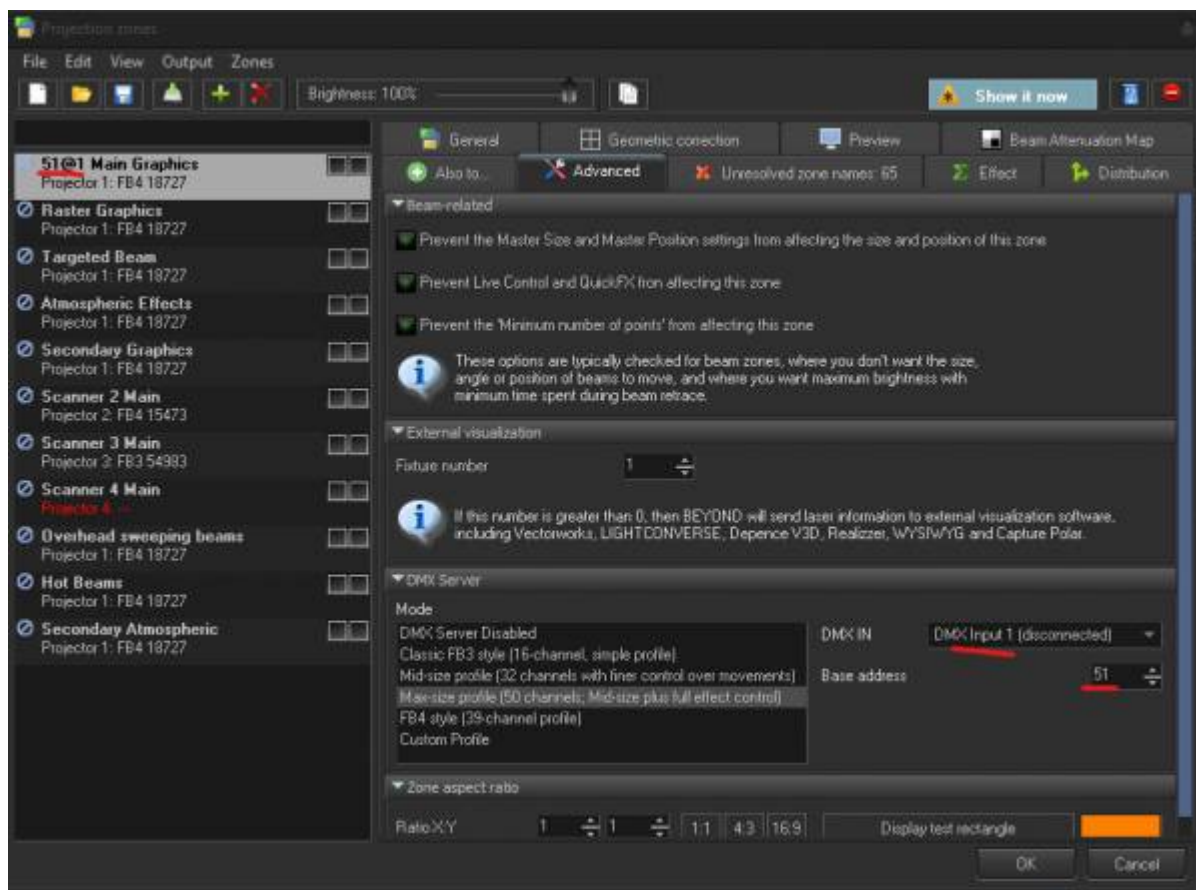 Projection zones
File Edit View Output Zones
Brightness: 100%
Show it now
General Geometric correction Preview Beam Attenuation Map
Also to... Advanced Unresolved zone names: 65 Effect Distribution
51@1 Main Graphics
Projector 1: FB4 18727
Raster Graphics
Projector 1: FB4 18727
Targeted Beam
Projector 1: FB4 18727
Atmospheric Effects
Projector 1: FB4 18727
Secondary Graphics
Projector 1: FB4 18727
Scanner 2 Main
Projector 2: FB4 15473
Scanner 3 Main
Projector 3: FB3 54983
Scanner 4 Main
Projector 4: --
Overhead sweeping beams
Projector 1: FB4 18727
Hot Beams
Projector 1: FB4 18727
Secondary Atmospheric
Projector 1: FB4 18727
Beam-related
Prevent the Master Size and Master Position settings from affecting the size and position of this zone
Prevent Live Control and QuickFX from affecting this zone
Prevent the 'Minimum number of points' from affecting this zone
These options are typically checked for beam zones, where you don't want the size,
angle or position of beams to move, and where you want maximum brightness with
minimum time spent during beam retrace.
External visualization
Fixture number 1
If this number is greater than 0, then BEYOND will send laser information to external visualization software,
including Vectorworks, LIGHTCONVERSE, Depence V3D, Realizzer, WYSIWYG and Capture Polar.
DMX Server
Mode
DMX Server Disabled
Classic FB3 style (16-channel, simple profile)
Mid-size profile (32 channels with finer control over movements)
Max-size profile (50 channels; Mid-size plus full effect control)
FB4 style (39-channel profile)
Custom Profile
DMX IN DMX Input 1 (disconnected)
Base address 51
Zone aspect ratio
Ratio X:Y 1 1 1:1 4:3 16:9 Display test rectangle
OK Cancel